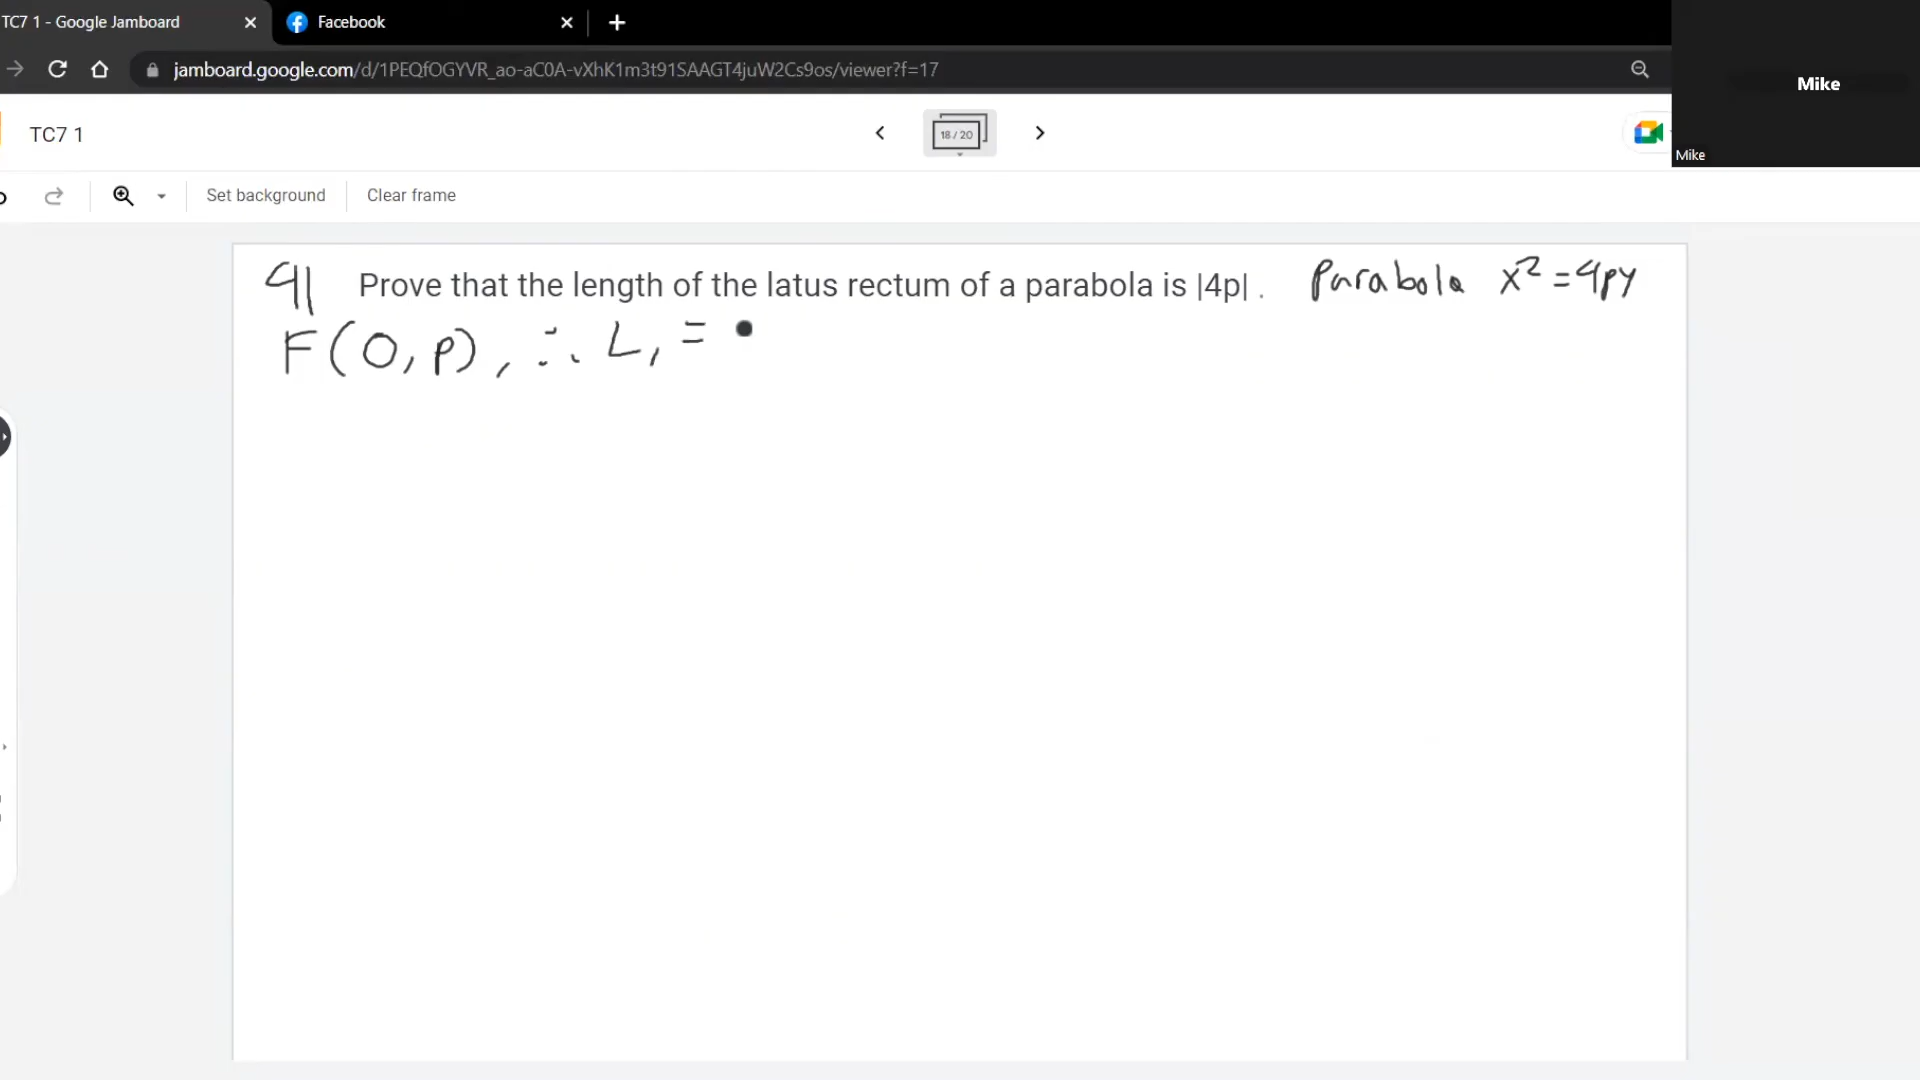 TC7 1 - Google Jamboard
Facebook
jamboard.google.com/d/1PEQfOGYVR_ao-aC0A-vXhK1m3t91SAAGT4juW2Cs9os/viewer?f=17
Mike
TC7 1
18 / 20
Mike
Set background
Clear frame
41 Prove that the length of the latus rectum of a parabola is |4p| . Parabola x² = 4py
F(0, p), ∴ L₁ =